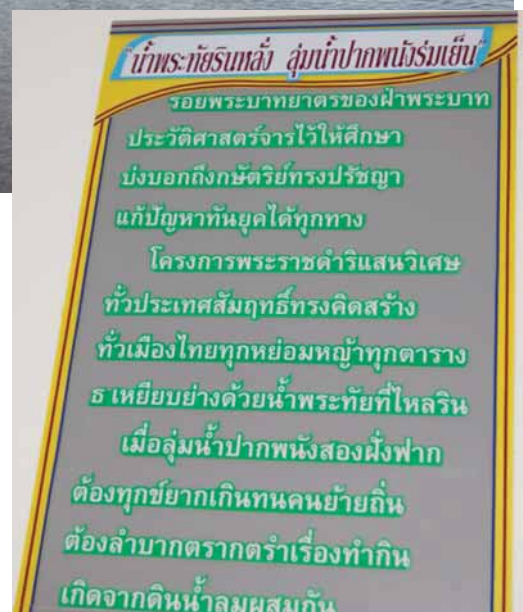 "น้ำพระทัยรินหลั่ง ลุ่มน้ำปากพนังร่มเย็น"
รอยพระบาทยาตรของฝ่าพระบาท
ประวัติศาสตร์จารไว้ให้ศึกษา
บ่งบอกถึงกษัตริย์ทรงปรัชญา
แก้ปัญหาทันยุคได้ทุกทาง
โครงการพระราชดำริแสนวิเศษ
ทั่วประเทศสัมฤทธิ์ทรงคิดสร้าง
ทั่วเมืองไทยทุกหย่อมหญ้าทุกตาราง
ธ เหยียบย่างด้วยน้ำพระทัยที่ไหลริน
เมื่อลุ่มน้ำปากพนังสองฝั่งฟาก
ต้องทุกข์ยากเกินทนคนย้ายถิ่น
ต้องลำบากตรากตรำเรื่องทำกิน
เกิดจากดินน้ำลมผสมกัน